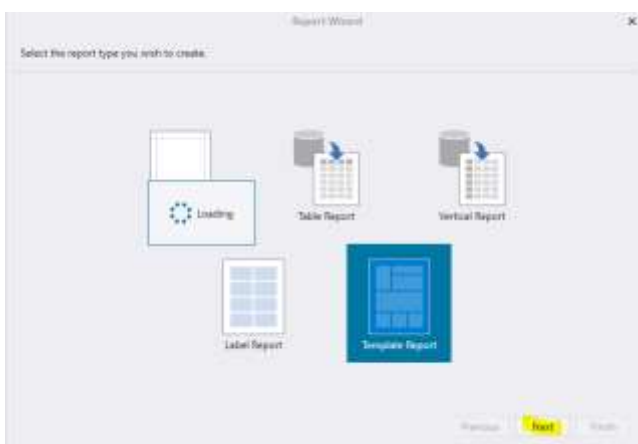 Report Wizard
Select the report type you wish to create.
Loading
Table Report
Vertical Report
Label Report
Template Report
Previous Next Finish